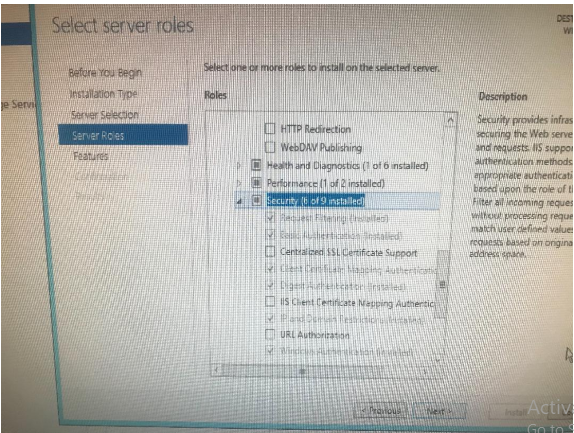 Select server roles
DEST
WI
Before You Begin
Installation Type
Server Selection
Server Roles
Features
Confirmation
ge Servi
Select one or more roles to install on the selected server.
Roles
HTTP Redirection
WebDAV Publishing
Health and Diagnostics (1 of 6 installed)
Performance (1 of 2 installed)
Security (6 of 9 installed)
Request Filtering (Installed)
Basic Authentication (Installed)
Centralized SSL Certificate Support
Client Certificate Mapping Authenticatio
Digest Authentication (Installed)
IIS Client Certificate Mapping Authentic
IP and Domain Restrictions (Installed)
URL Authorization
Windows Authentication (Installed)
Description
Security provides infras
securing the Web serve
and requests. IIS suppor
authentication methods.
appropriate authenticati
based upon the role of t
Filter all incoming reques
without processing reque
match user defined values
requests based on origina
address space.
< Previous
Next >
Install
Activa
Go to S